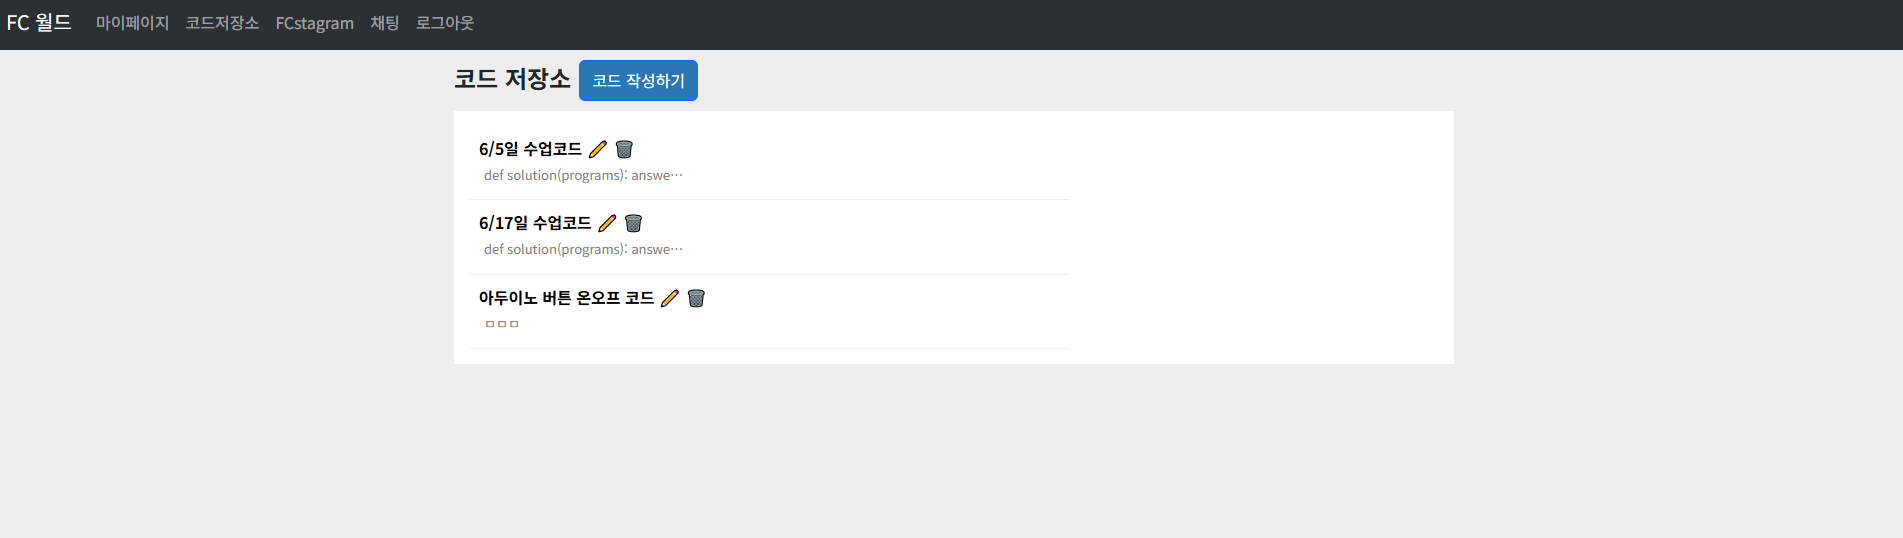 FC 월드 마이페이지 코드저장소 FCstagram 채팅 로그아웃
코드 저장소 코드 작성하기
6/5일 수업코드
def solution(programs): answe…
6/17일 수업코드
def solution(programs): answe…
아두이노 버튼 온오프 코드
ㅁㅁㅁ